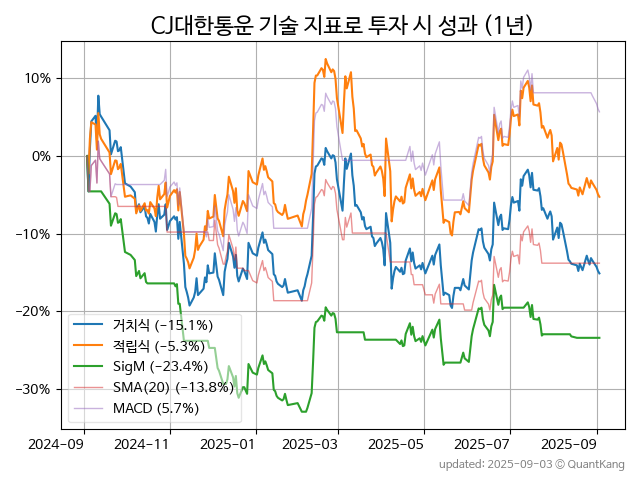 CJ대한통운 기술 지표로 투자 시 성과 (1년)
10%
0%
−10%
−20%
−30%
거치식 (−15.1%)
적립식 (−5.3%)
SigM (−23.4%)
SMA(20) (−13.8%)
MACD (5.7%)
2024-09
2024-11
2025-01
2025-03
2025-05
2025-07
2025-09
updated: 2025-09-03 © QuantKang